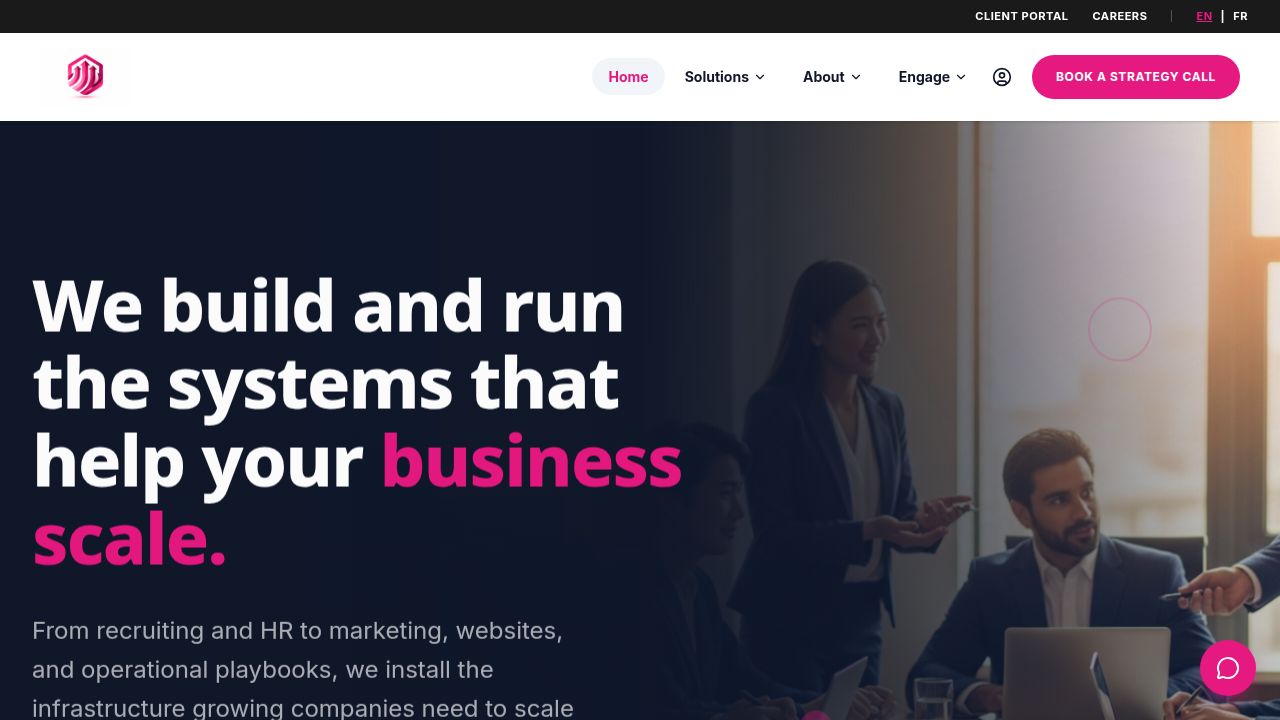 CLIENT PORTAL CAREERS EN | FR
Home Solutions About Engage BOOK A STRATEGY CALL
We build and run
the systems that
help your business
scale.
From recruiting and HR to marketing, websites,
and operational playbooks, we install the
infrastructure growing companies need to scale